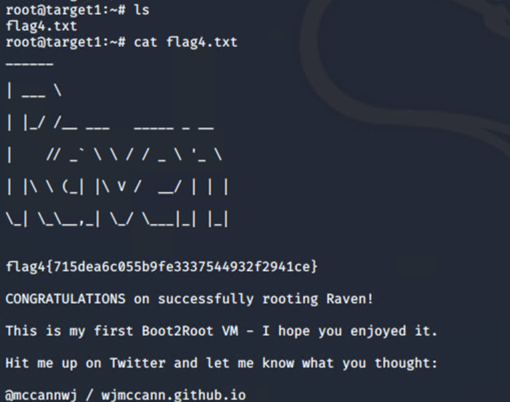 root@target1:~# ls
flag4.txt
root@target1:~# cat flag4.txt
______
| ___ \
| |_/ /__ ___   _____ _ __
|    // _` \ \ / / _ \ '_ \
| |\ \ (_| |\ V /  __/ | | |
\_| \_\__,_| \_/ \___|_| |_|
flag4{715dea6c055b9fe3337544932f2941ce}
CONGRATULATIONS on successfully rooting Raven!
This is my first Boot2Root VM - I hope you enjoyed it.
Hit me up on Twitter and let me know what you thought:
@mccannwj / wjmccann.github.io